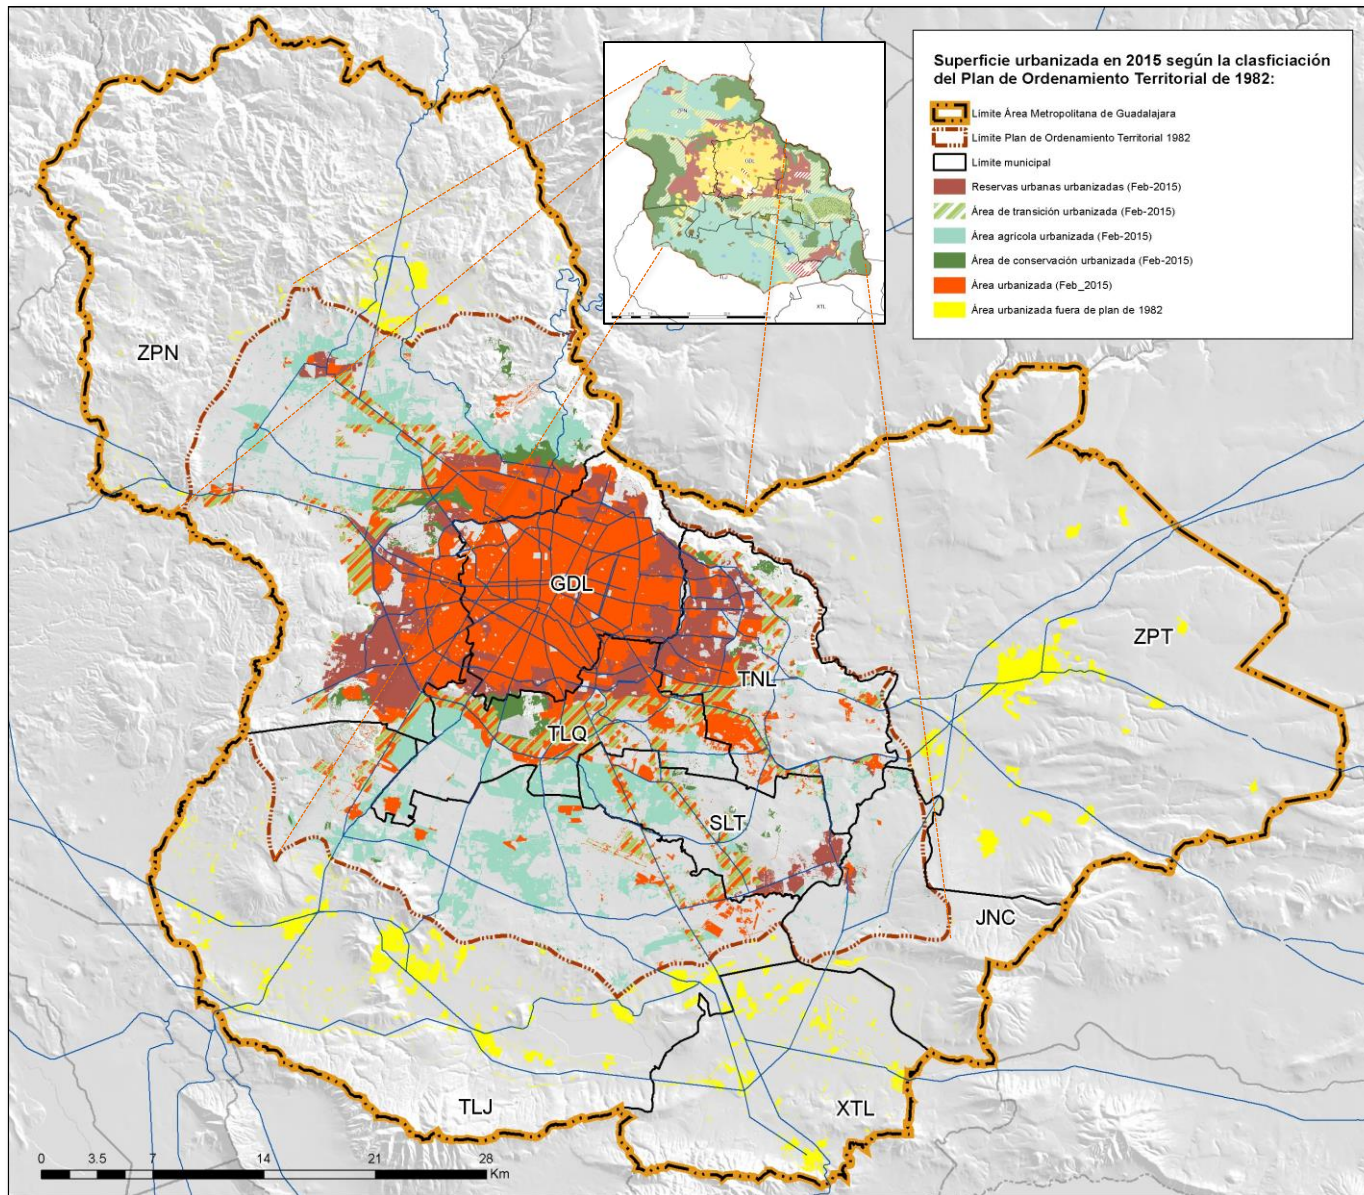 Superficie urbanizada en 2015 según la clasficiación
del Plan de Ordenamiento Territorial de 1982:
Límite Área Metropolitana de Guadalajara
Límite Plan de Ordenamiento Territorial 1982
Límite municipal
Reservas urbanas urbanizadas (Feb-2015)
Área de transición urbanizada (Feb-2015)
Área agrícola urbanizada (Feb-2015)
Área de conservación urbanizada (Feb-2015)
Área urbanizada (Feb_2015)
Área urbanizada fuera de plan de 1982
GDL
XTL
ZPN
GDL
ZPT
TNL
TLQ
SLT
JNC
TLJ
XTL
0 3.5 7 14 21 28
Km